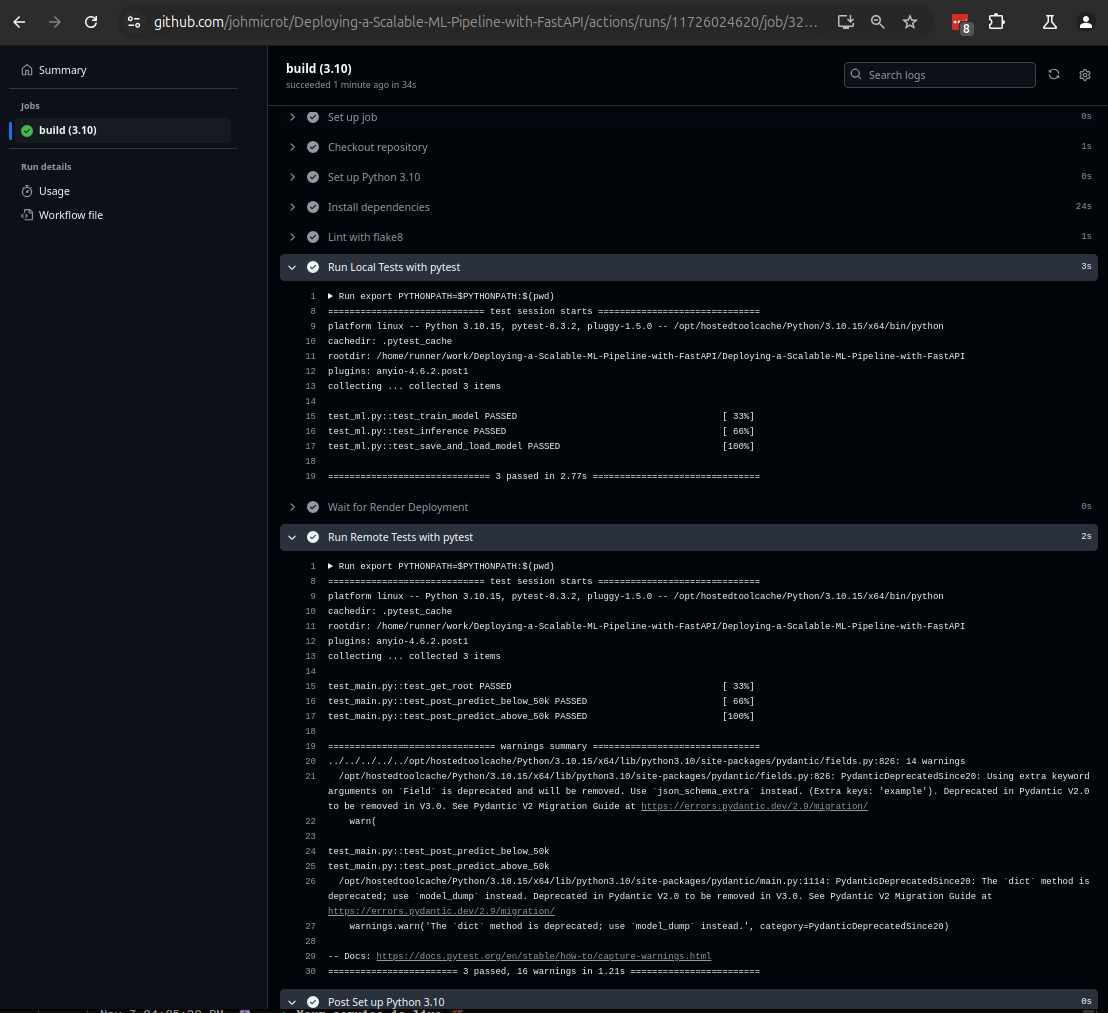 github.com/johmicrot/Deploying-a-Scalable-ML-Pipeline-with-FastAPI/actions/runs/11726024620/job/32...
8
Summary
Jobs
build (3.10)
Run details
Usage
Workflow file
build (3.10)
succeeded 1 minute ago in 34s
Search logs
Set up job 0s
Checkout repository 1s
Set up Python 3.10 0s
Install dependencies 24s
Lint with flake8 1s
Run Local Tests with pytest 3s
1 ▶ Run export PYTHONPATH=$PYTHONPATH:$(pwd)
8 ============================= test session starts ==============================
9 platform linux -- Python 3.10.15, pytest-8.3.2, pluggy-1.5.0 -- /opt/hostedtoolcache/Python/3.10.15/x64/bin/python
10 cachedir: .pytest_cache
11 rootdir: /home/runner/work/Deploying-a-Scalable-ML-Pipeline-with-FastAPI/Deploying-a-Scalable-ML-Pipeline-with-FastAPI
12 plugins: anyio-4.6.2.post1
13 collecting ... collected 3 items
14
15 test_ml.py::test_train_model PASSED [ 33%]
16 test_ml.py::test_inference PASSED [ 66%]
17 test_ml.py::test_save_and_load_model PASSED [100%]
18
19 ============================== 3 passed in 2.77s ===============================
Wait for Render Deployment 0s
Run Remote Tests with pytest 2s
1 ▶ Run export PYTHONPATH=$PYTHONPATH:$(pwd)
8 ============================= test session starts ==============================
9 platform linux -- Python 3.10.15, pytest-8.3.2, pluggy-1.5.0 -- /opt/hostedtoolcache/Python/3.10.15/x64/bin/python
10 cachedir: .pytest_cache
11 rootdir: /home/runner/work/Deploying-a-Scalable-ML-Pipeline-with-FastAPI/Deploying-a-Scalable-ML-Pipeline-with-FastAPI
12 plugins: anyio-4.6.2.post1
13 collecting ... collected 3 items
14
15 test_main.py::test_get_root PASSED [ 33%]
16 test_main.py::test_post_predict_below_50k PASSED [ 66%]
17 test_main.py::test_post_predict_above_50k PASSED [100%]
18
19 =============================== warnings summary ===============================
20 ../../../../../opt/hostedtoolcache/Python/3.10.15/x64/lib/python3.10/site-packages/pydantic/fields.py:826: 14 warnings
21 /opt/hostedtoolcache/Python/3.10.15/x64/lib/python3.10/site-packages/pydantic/fields.py:826: PydanticDeprecatedSince20: Using extra keyword
arguments on `Field` is deprecated and will be removed. Use `json_schema_extra` instead. (Extra keys: 'example'). Deprecated in Pydantic V2.0
to be removed in V3.0. See Pydantic V2 Migration Guide at https://errors.pydantic.dev/2.9/migration/
22 warn(
23
24 test_main.py::test_post_predict_below_50k
25 test_main.py::test_post_predict_above_50k
26 /opt/hostedtoolcache/Python/3.10.15/x64/lib/python3.10/site-packages/pydantic/main.py:1114: PydanticDeprecatedSince20: The `dict` method is
deprecated; use `model_dump` instead. Deprecated in Pydantic V2.0 to be removed in V3.0. See Pydantic V2 Migration Guide at
https://errors.pydantic.dev/2.9/migration/
27 warnings.warn('The `dict` method is deprecated; use `model_dump` instead.', category=PydanticDeprecatedSince20)
28
29 -- Docs: https://docs.pytest.org/en/stable/how-to/capture-warnings.html
30 ======================== 3 passed, 16 warnings in 1.21s ========================
Post Set up Python 3.10 0s